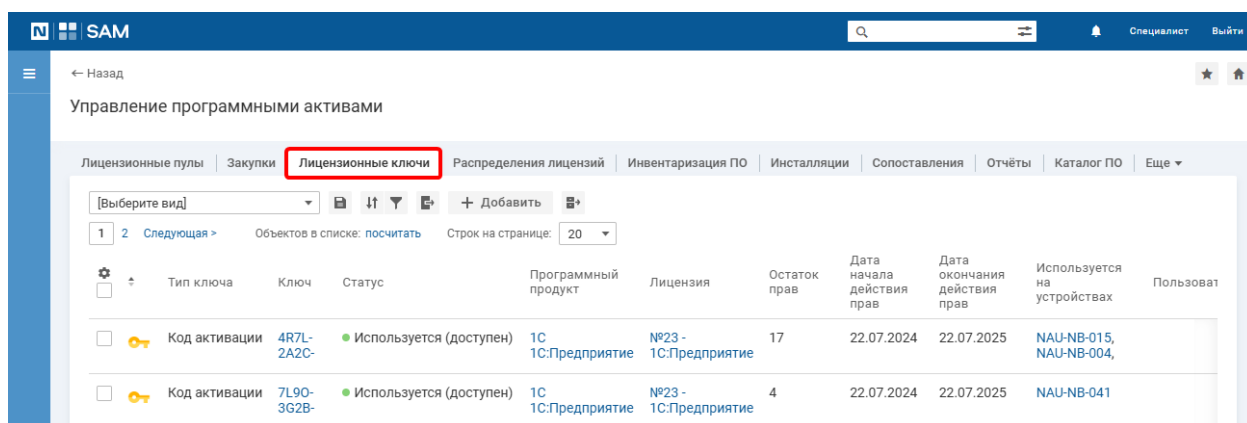 N SAM Специалист Выйти
← Назад
Управление программными активами
Лицензионные пулы Закупки Лицензионные ключи Распределения лицензий Инвентаризация ПО Инсталляции Сопоставления Отчёты Каталог ПО Еще
[Выберите вид] + Добавить
1 2 Следующая > Объектов в списке: посчитать Строк на странице: 20
Тип ключа
Ключ
Статус
Программный
продукт
Лицензия
Остаток
прав
Дата
начала
действия
прав
Дата
окончания
действия
прав
Используется
на
устройствах
Пользоват
Код активации
4R7L-
2A2C-
Используется (доступен)
1С
1С:Предприятие
№23 -
1С:Предприятие
17
22.07.2024
22.07.2025
NAU-NB-015,
NAU-NB-004,
Код активации
7L9O-
3G2B-
Используется (доступен)
1С
1С:Предприятие
№23 -
1С:Предприятие
4
22.07.2024
22.07.2025
NAU-NB-041